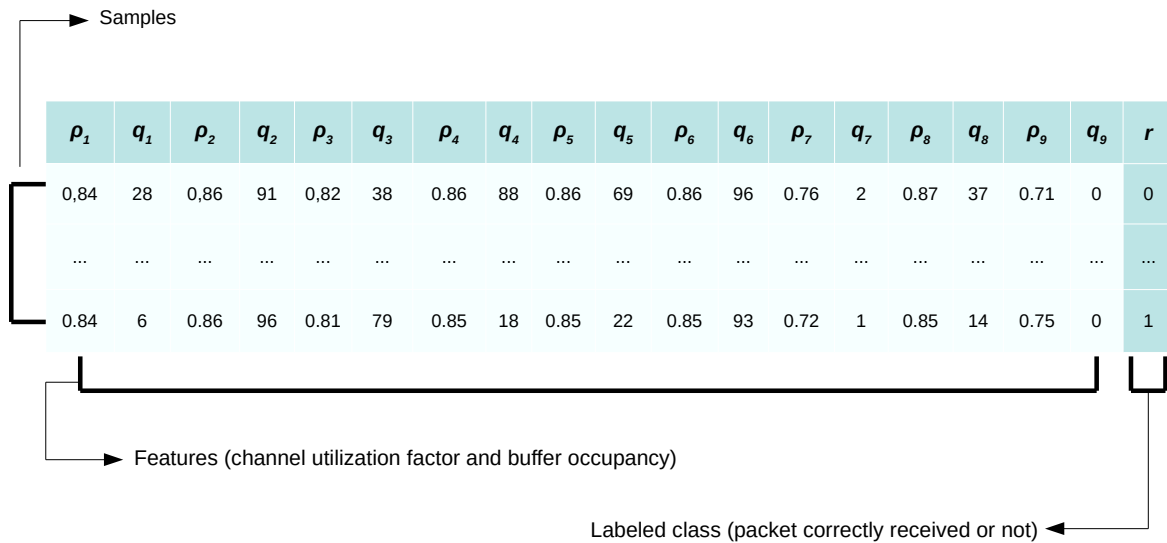 Samples
ρ1 q1 ρ2 q2 ρ3 q3 ρ4 q4 ρ5 q5 ρ6 q6 ρ7 q7 ρ8 q8 ρ9 q9 r
0,84 28 0,86 91 0,82 38 0.86 88 0.86 69 0.86 96 0.76 2 0.87 37 0.71 0 0
... ... ... ... ... ... ... ... ... ... ... ... ... ... ... ... ... ... ...
0.84 6 0.86 96 0.81 79 0.85 18 0.85 22 0.85 93 0.72 1 0.85 14 0.75 0 1
Features (channel utilization factor and buffer occupancy)
Labeled class (packet correctly received or not)